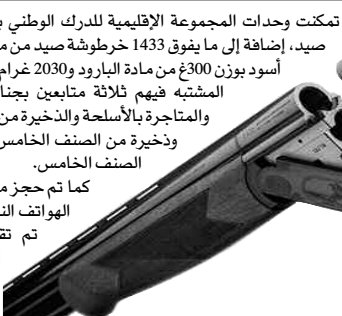 تمكنت وحدات المجموعة الإقليمية للدرك الوطني
صيد، إضافة إلى ما يفوق 1433 خرطوشة صيد من
أسود بوزن 300غ من مادة البارود و2030 غرام
المشتبه فيهم ثلاثة متابعين
والمتاجرة بالأسلحة والذخيرة من
وذخيرة من الصنف الخامس
الصنف الخامس.
كما تم حجز
الهواتف
تم